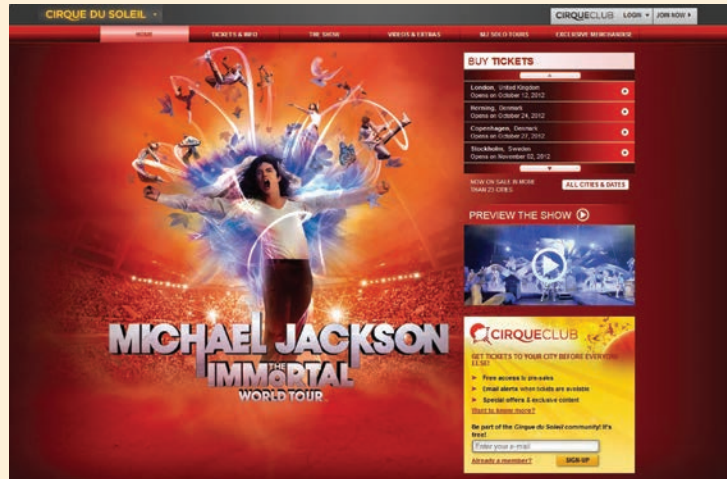 CIRQUE DU SOLEIL
CIRQUECLUB LOGIN JOIN NOW
HOME TICKETS & INFO THE SHOW VIDEOS & EXTRAS MJ SOLO TOURS EXCLUSIVE MERCHANDISE
BUY TICKETS
London, United Kingdom
Opens on October 12, 2012
Herning, Denmark
Opens on October 24, 2012
Copenhagen, Denmark
Opens on October 27, 2012
Stockholm, Sweden
Opens on November 02, 2012
NOW ON SALE IN MORE
THAN 23 CITIES
ALL CITIES & DATES
PREVIEW THE SHOW
MICHAEL JACKSON
THE
IMMORTAL
WORLD TOUR
CIRQUECLUB
GET TICKETS TO YOUR CITY BEFORE EVERYONE
ELSE!
Free access to pre-sales
Email alerts when tickets are available
Special offers & exclusive content
Want to know more?
Be part of the Cirque du Soleil community! It's
free!
Enter your e-mail
Already a member? SIGN-UP